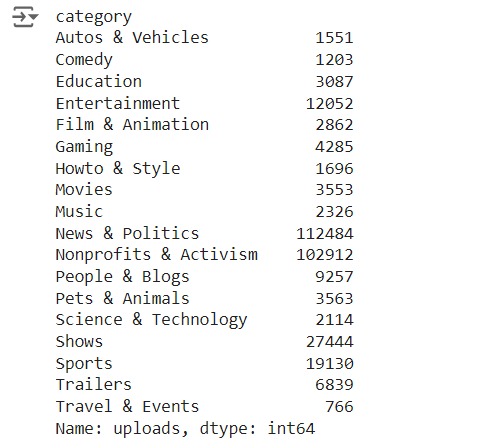 category
Autos & Vehicles 1551
Comedy 1203
Education 3087
Entertainment 12052
Film & Animation 2862
Gaming 4285
Howto & Style 1696
Movies 3553
Music 2326
News & Politics 112484
Nonprofits & Activism 102912
People & Blogs 9257
Pets & Animals 3563
Science & Technology 2114
Shows 27444
Sports 19130
Trailers 6839
Travel & Events 766
Name: uploads, dtype: int64